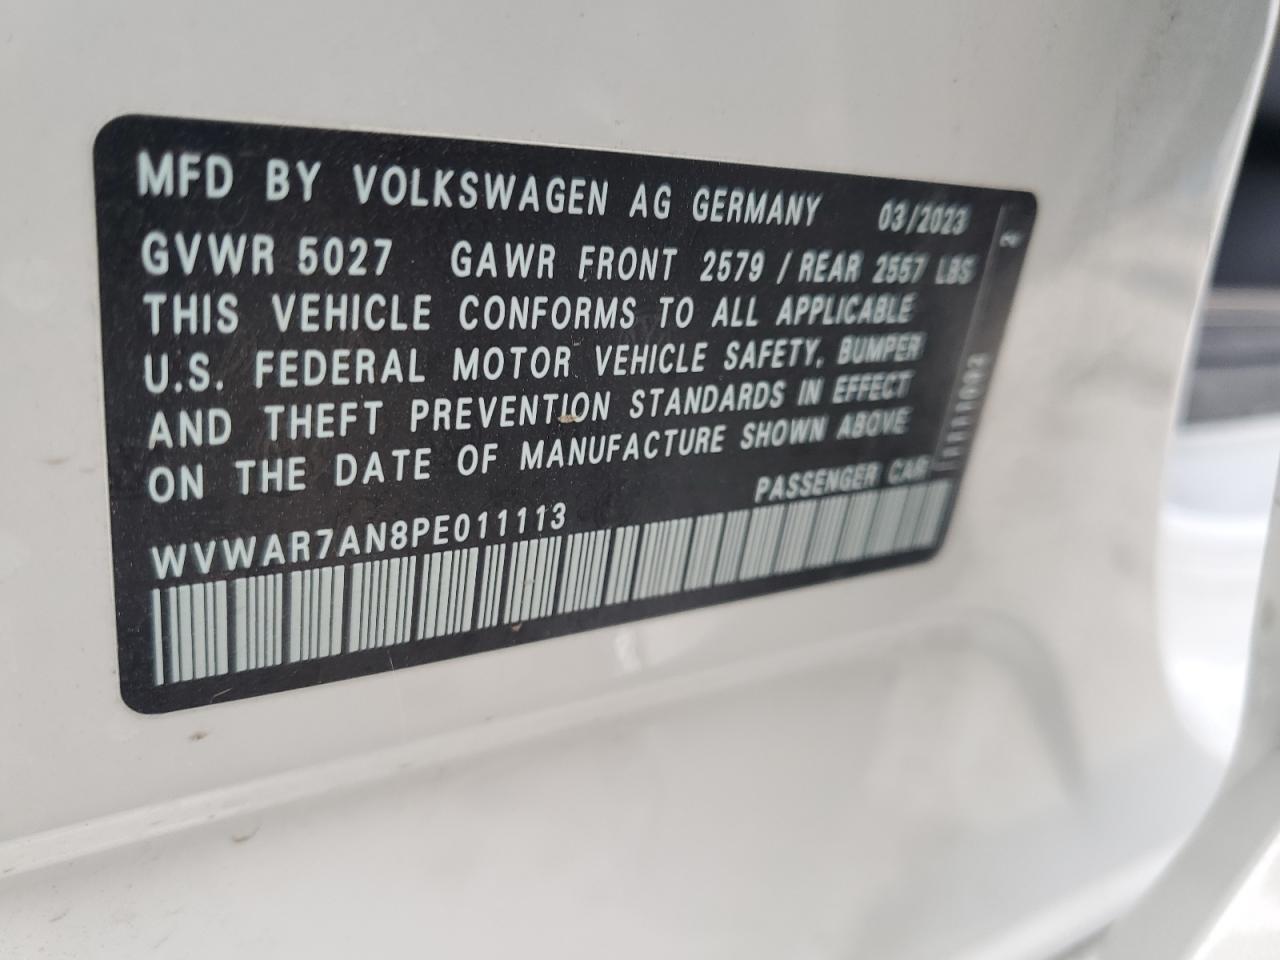 MFD BY VOLKSWAGEN AG GERMANY 03/2023
GVWR 5027 GAWR FRONT 2579 / REAR 2557 LBS
THIS VEHICLE CONFORMS TO ALL APPLICABLE
U.S. FEDERAL MOTOR VEHICLE SAFETY, BUMPER
AND THEFT PREVENTION STANDARDS IN EFFECT
ON THE DATE OF MANUFACTURE SHOWN ABOVE
PASSENGER CAR
WVWAR7AN8PE011113